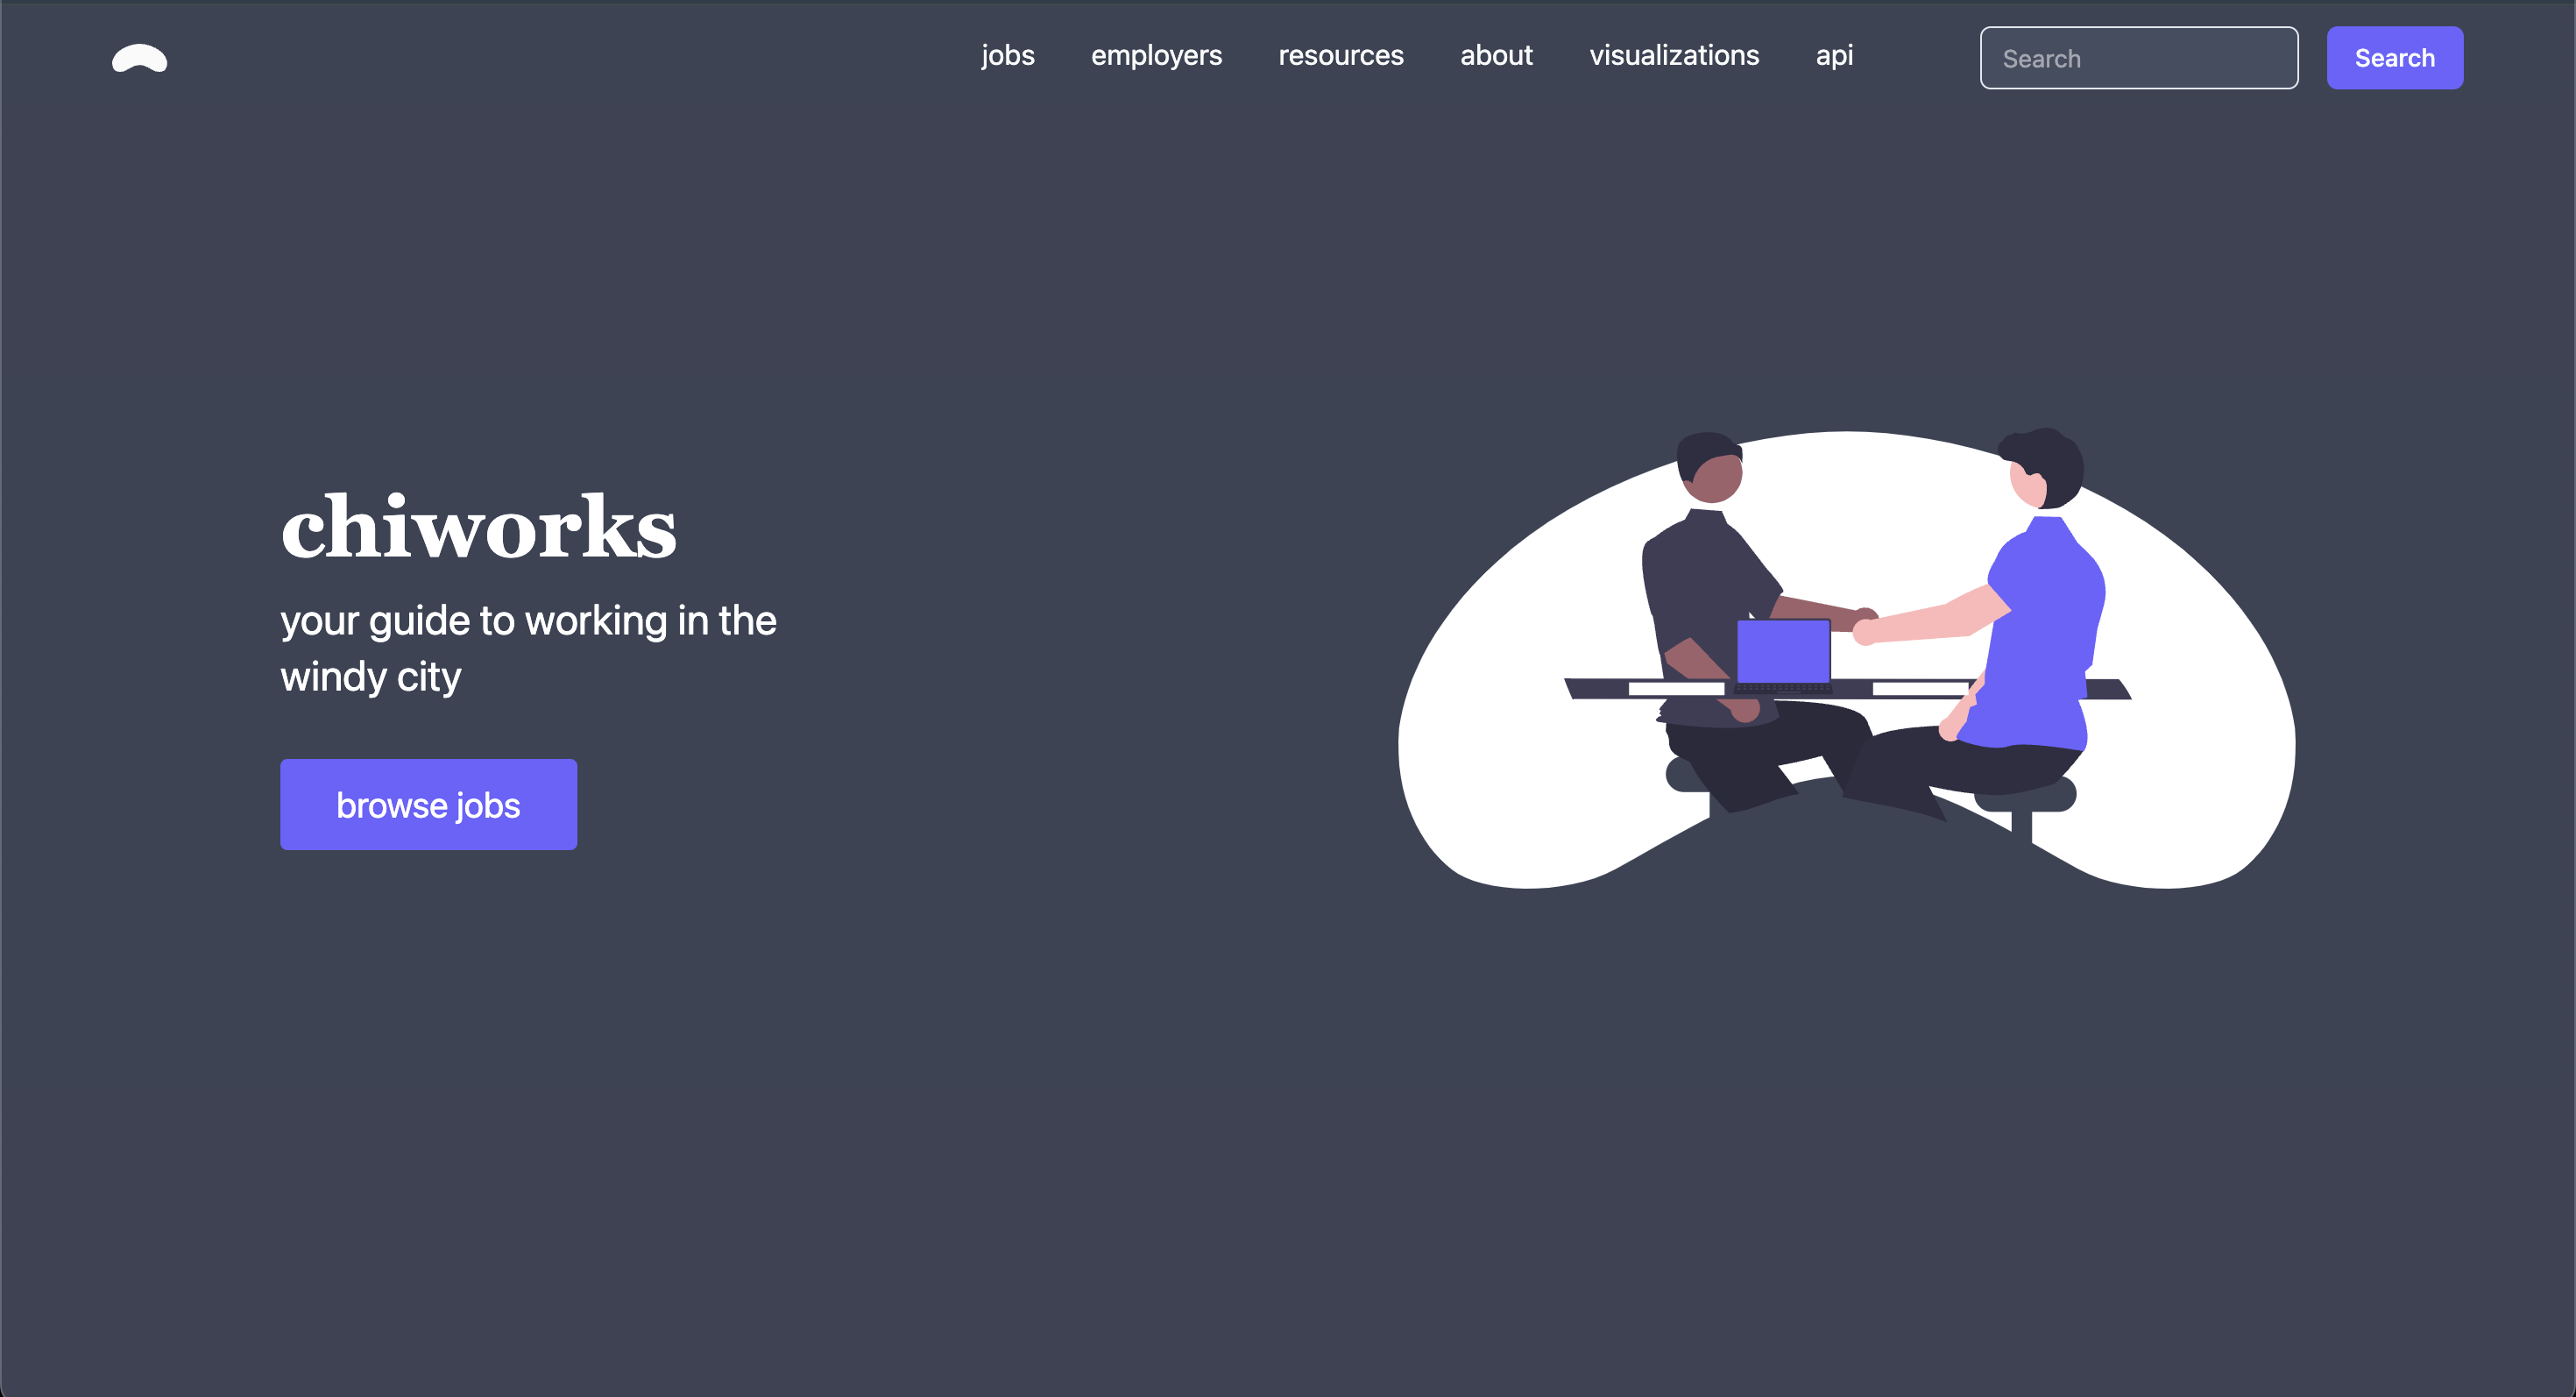 jobs employers resources about visualizations api Search Search
chiworks
your guide to working in the
windy city
browse jobs